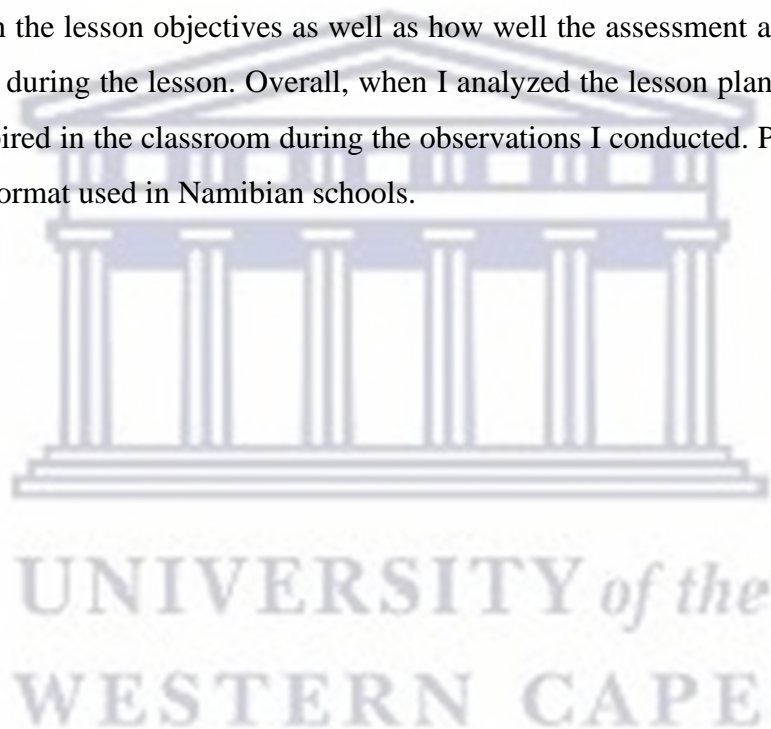 n the lesson objectives as well as how well the assessment a
during the lesson. Overall, when I analyzed the lesson plan
ired in the classroom during the observations I conducted. P
ormat used in Namibian schools.
UNIVERSITY of the
WESTERN CAPE